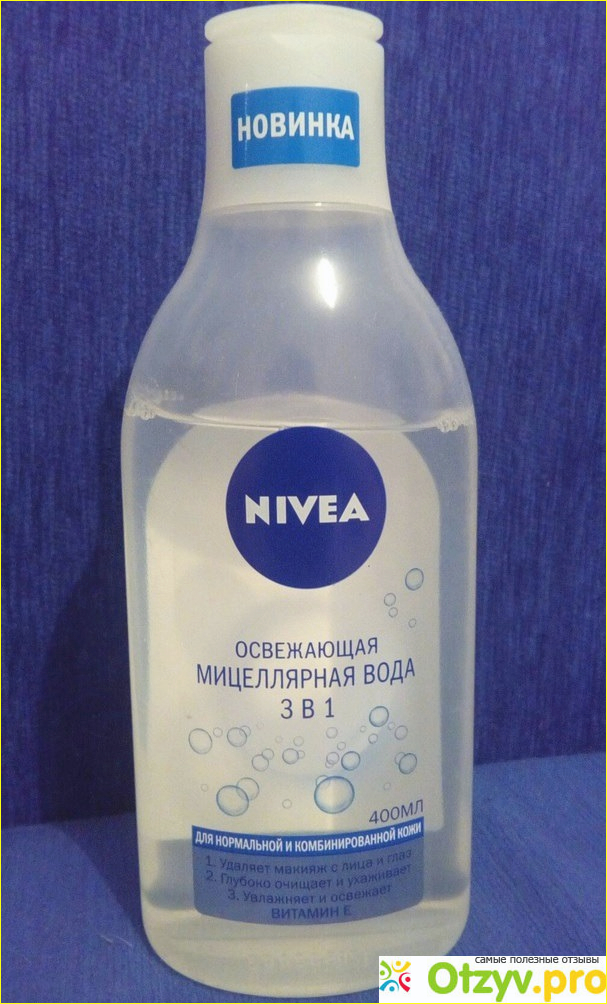 НОВИНКА
NIVEA
ОСВЕЖАЮЩАЯ
МИЦЕЛЛЯРНАЯ ВОДА
3 В 1
400МЛ
ДЛЯ НОРМАЛЬНОЙ И КОМБИНИРОВАННОЙ КОЖИ
1. Удаляет макияж с лица и глаз
2. Глубоко очищает и ухаживает
3. Увлажняет и освежает
ВИТАМИН Е
самые полезные отзывы
Otzyv.pro